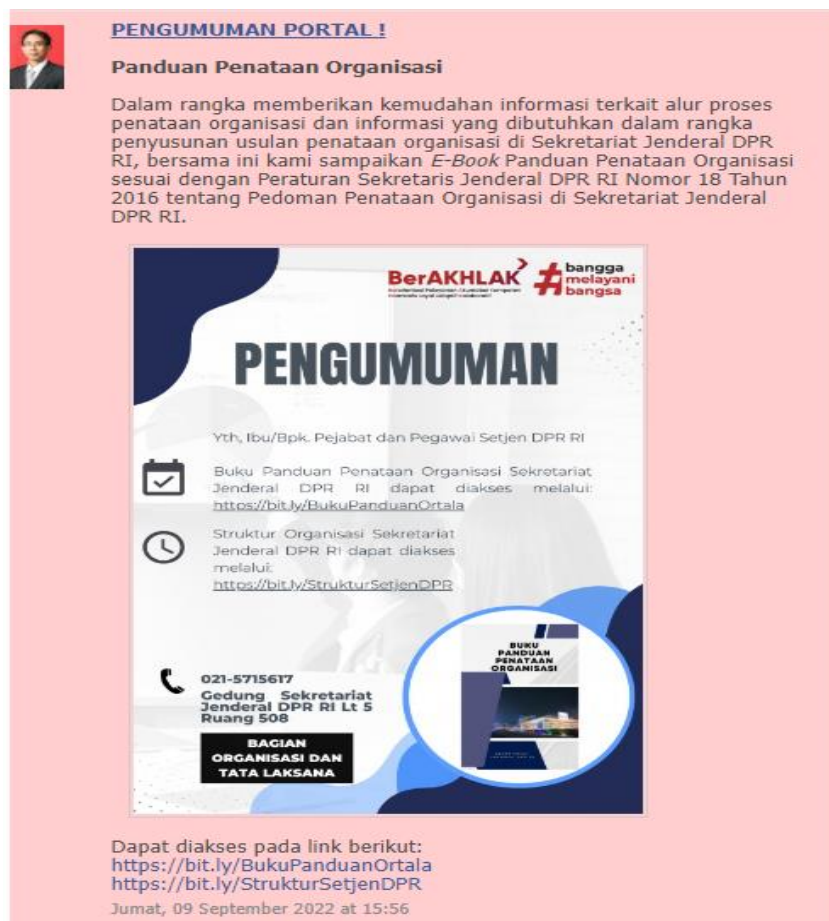 PENGUMUMAN PORTAL !
Panduan Penataan Organisasi
Dalam rangka memberikan kemudahan informasi terkait alur proses
penataan organisasi dan informasi yang dibutuhkan dalam rangka
penyusunan usulan penataan organisasi di Sekretariat Jenderal DPR
RI, bersama ini kami sampaikan E-Book Panduan Penataan Organisasi
sesuai dengan Peraturan Sekretaris Jenderal DPR RI Nomor 18 Tahun
2016 tentang Pedoman Penataan Organisasi di Sekretariat Jenderal
DPR RI.
BerAKHLAK
# bangga
melayani
bangsa
PENGUMUMAN
Yth, Ibu/Bpk. Pejabat dan Pegawai Setjen DPR RI
Buku Panduan Penataan Organisasi Sekretariat
Jenderal DPR RI dapat diakses melalui:
https://bit.ly/BukuPanduanOrtala
Struktur Organisasi Sekretariat
Jenderal DPR RI dapat diakses
melalui:
https://bit.ly/StrukturSetjenDPR
BUKU
PANDUAN
PENATAAN
ORGANISASI
021-5715617
Gedung Sekretariat
Jenderal DPR RI Lt 5
Ruang 508
BAGIAN
ORGANISASI DAN
TATA LAKSANA
Dapat diakses pada link berikut:
https://bit.ly/BukuPanduanOrtala
https://bit.ly/StrukturSetjenDPR
Jumat, 09 September 2022 at 15:56